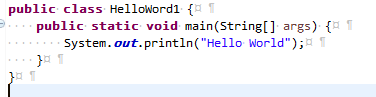 public class HelloWord1 {
    public static void main(String[] args) {
        System.out.println("Hello World");
    }
}